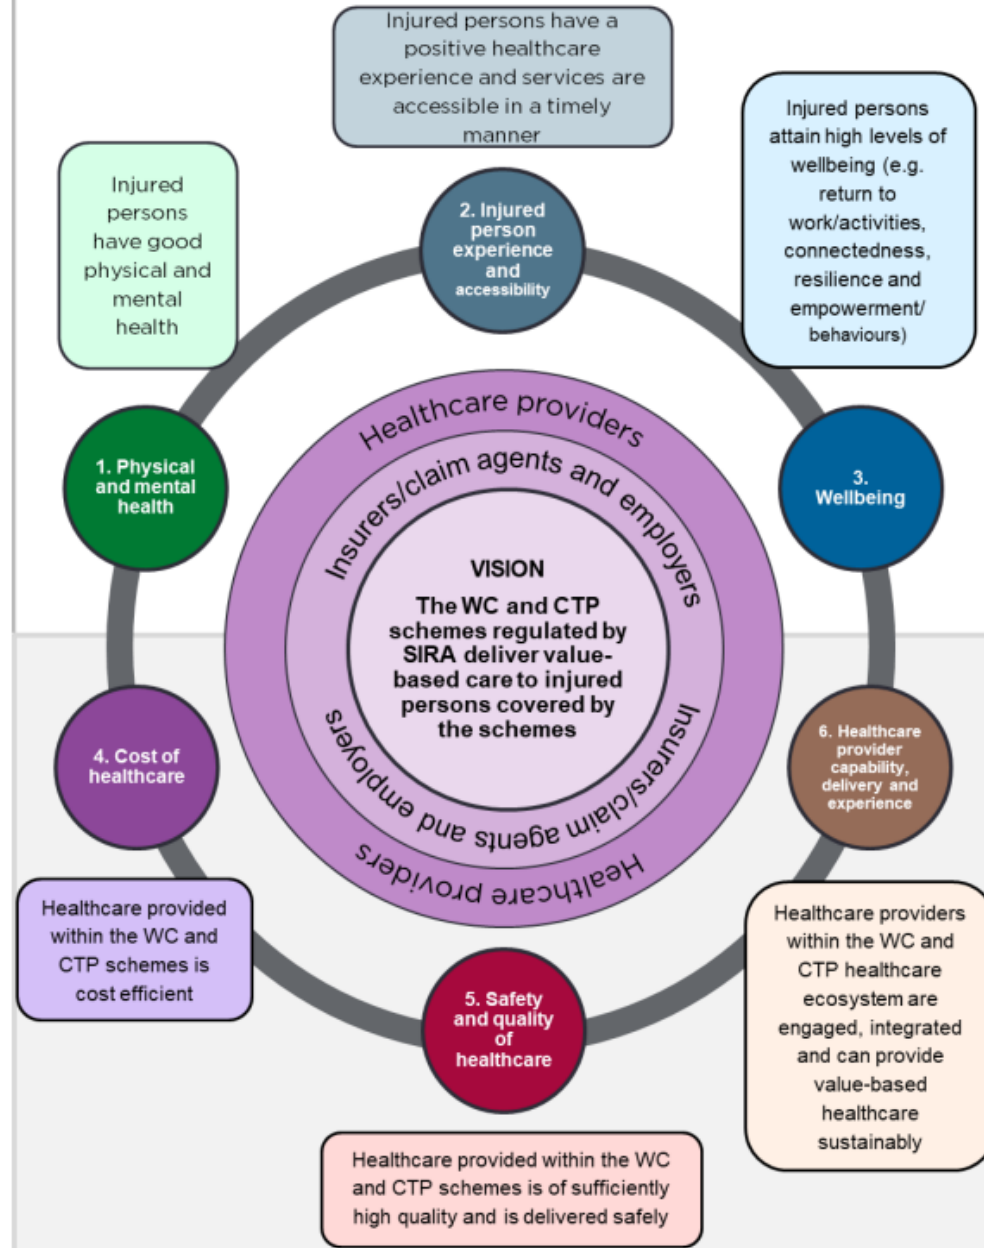 Injured persons have a
positive healthcare
experience and services are
accessible in a timely
manner
Injured persons
attain high levels of
wellbeing (e.g.
return to
work/activities,
connectedness,
resilience and
empowerment/
behaviours)
Injured
persons
have good
physical and
mental
health
2. Injured
person
experience
and
accessibility
1. Physical
and mental
health
3.
Wellbeing
Healthcare providers
Insurers/claim agents and employers
VISION
The WC and CTP
schemes regulated by
SIRA deliver value-
based care to injured
persons covered by
the schemes
Insurers/claim agents and employers
Healthcare providers
4. Cost of
healthcare
6. Healthcare
provider
capability,
delivery and
experience
Healthcare provided
within the WC and
CTP schemes is
cost efficient
5. Safety
and quality
of
healthcare
Healthcare providers
within the WC and
CTP healthcare
ecosystem are
engaged, integrated
and can provide
value-based
healthcare
sustainably
Healthcare provided within the WC
and CTP schemes is of sufficiently
high quality and is delivered safely